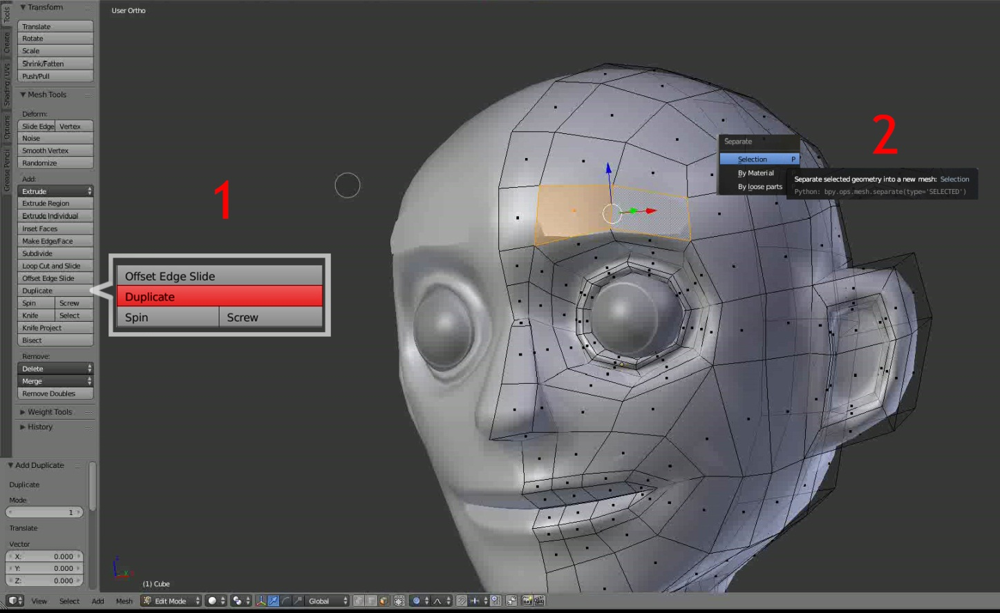 Transform
User Ortho
Tools
Create
Shading / UVs
Options
Grease Pencil
Translate
Rotate
Scale
Shrink/Fatten
Push/Pull
Mesh Tools
Deform:
Slide Edge Vertex
Noise
Smooth Vertex
Randomize
Add:
Extrude
Extrude Region
Extrude Individual
Inset Faces
Make Edge/Face
Subdivide
Loop Cut and Slide
Offset Edge Slide
Duplicate
Spin Screw
Knife Select
Knife Project
Bisect
Remove:
Delete
Merge
Remove Doubles
Weight Tools
History
Add Duplicate
Duplicate
Mode:
1
Translate
Vector
X: 0.000
Y: 0.000
Z: 0.000
1
Offset Edge Slide
Duplicate
Spin Screw
2
Separate
Selection P
By Material
By loose parts
Separate selected geometry into a new mesh: Selection
Python: bpy.ops.mesh.separate(type='SELECTED')
(1) Cube
View Select Add Mesh Edit Mode Global